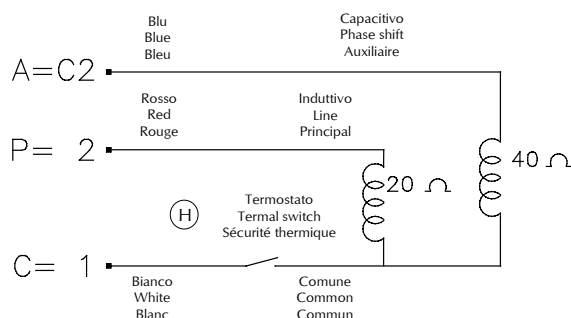 Blu
Blue
Bleu
Capacitivo
Phase shift
Auxiliaire
A=C2
Rosso
Red
Rouge
Induttivo
Line
Principal
P= 2
40 Ω
20 Ω
H
Termostato
Termal switch
Sécurité thermique
C= 1
Bianco
White
Blanc
Comune
Common
Commun